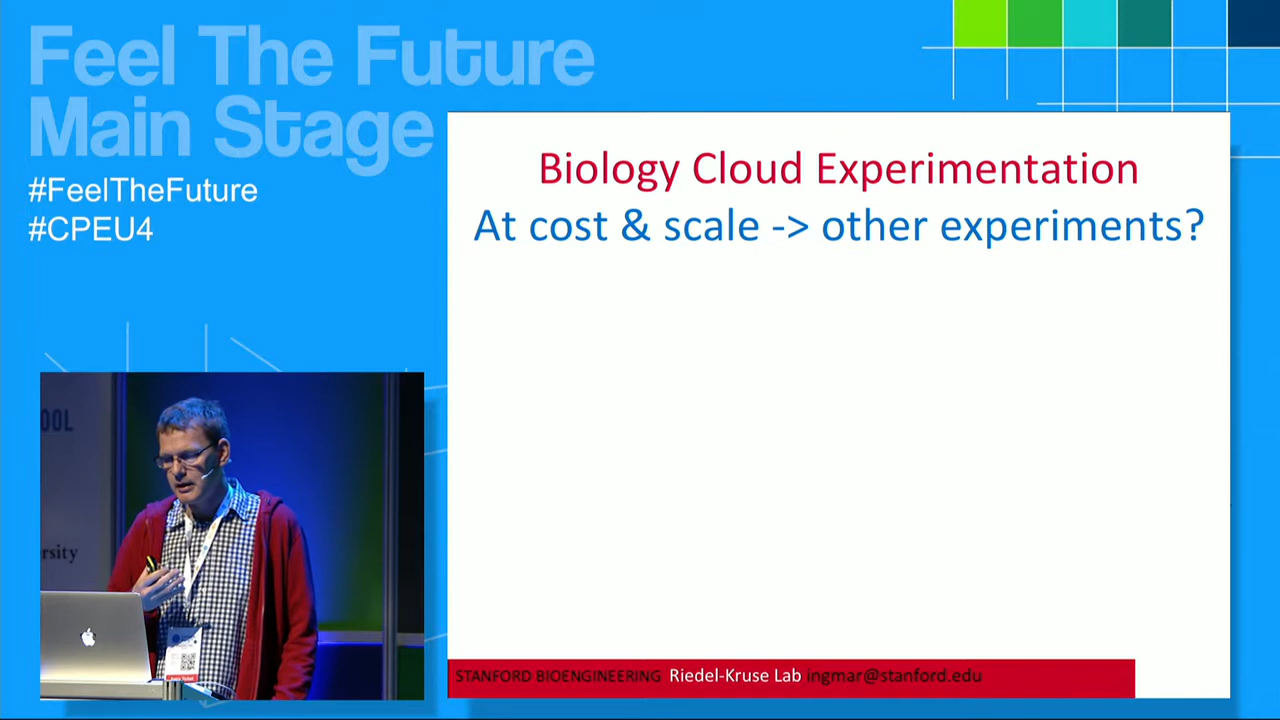 Feel The Future
Main Stage
#FeelTheFuture
#CPEU4
Biology Cloud Experimentation
At cost & scale -> other experiments?
STANFORD BIOENGINEERING Riedel-Kruse Lab ingmar@stanford.edu